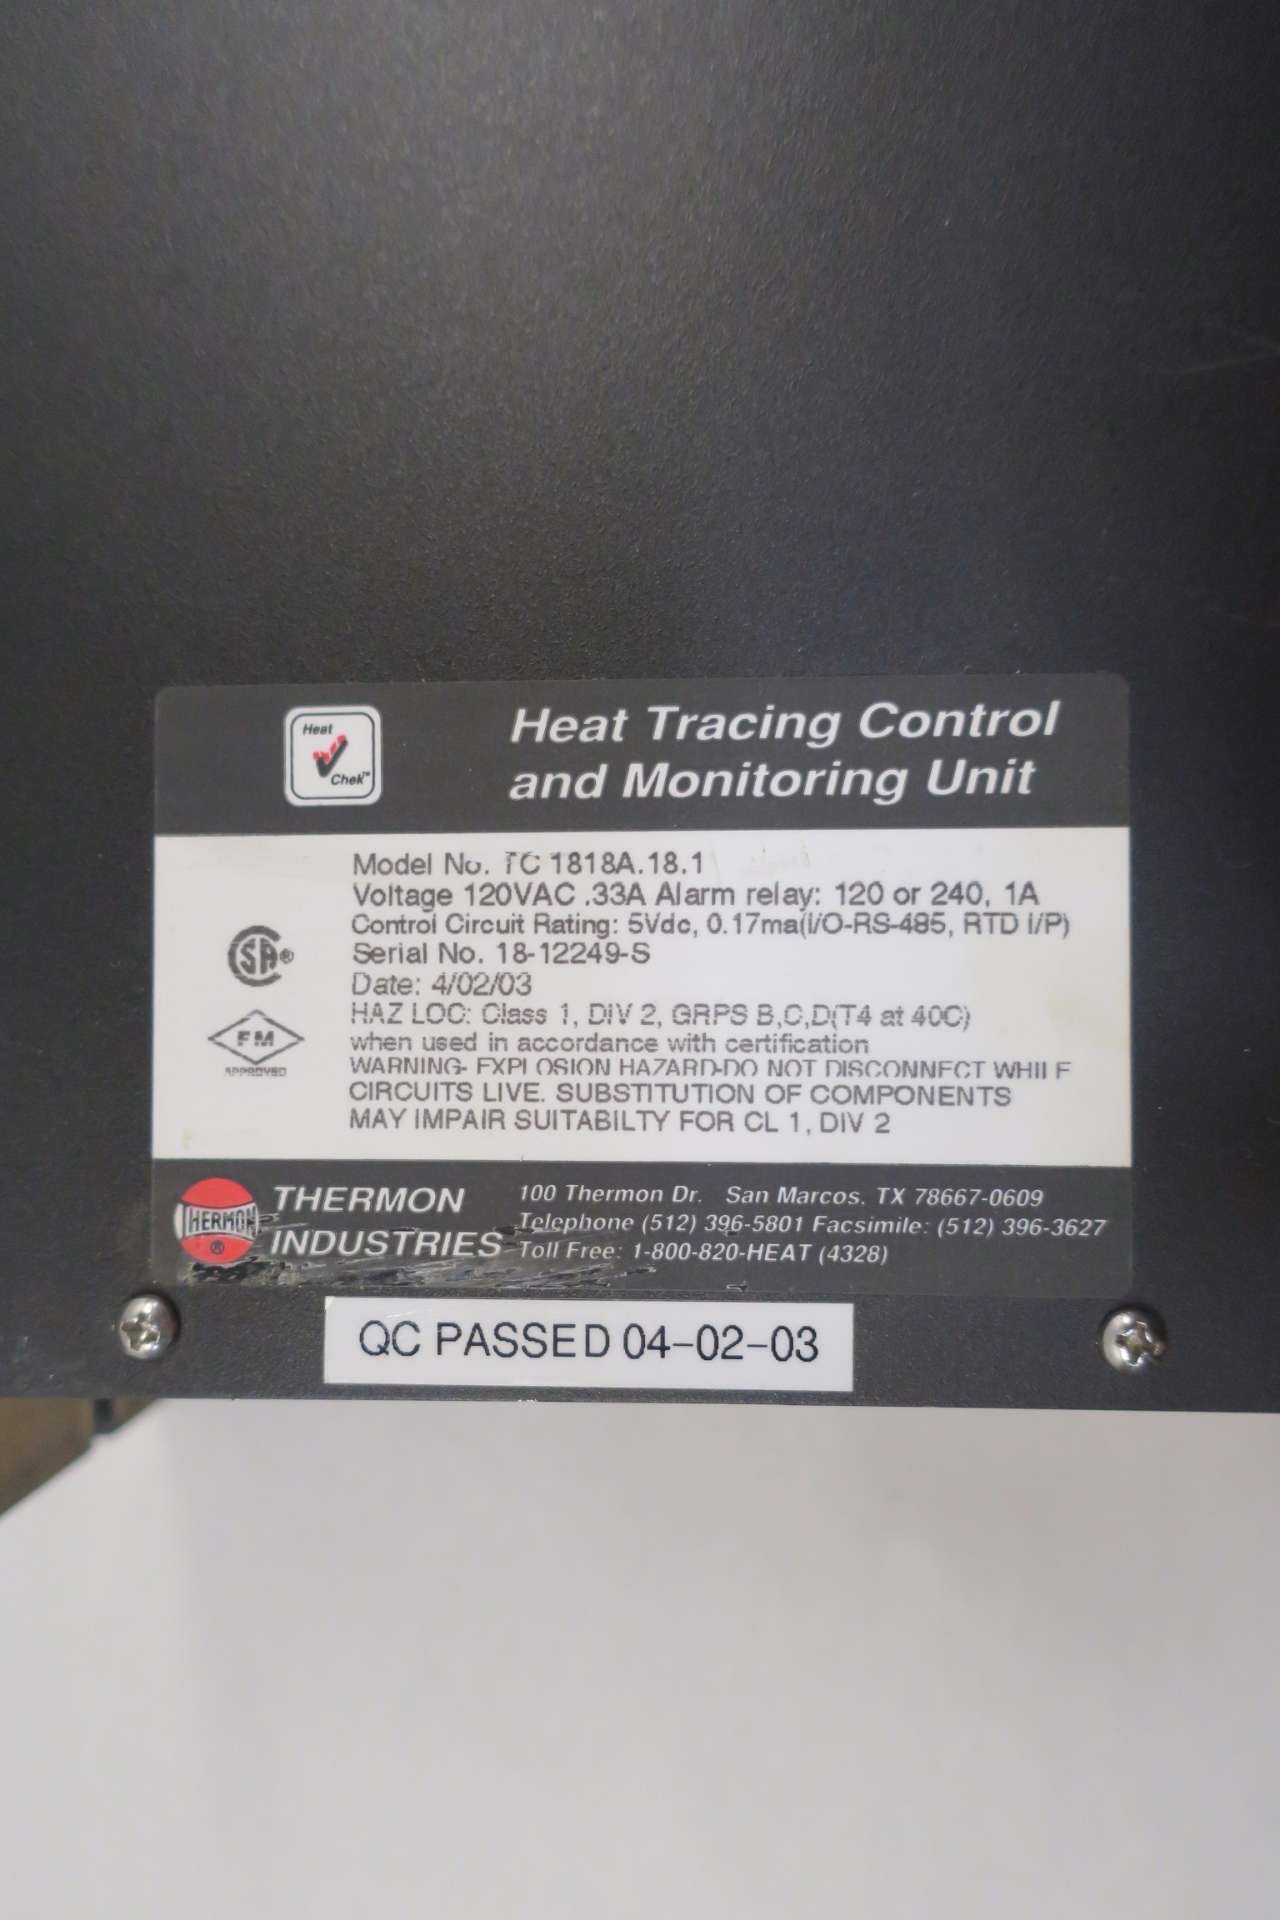 Heat
Chek™
Heat Tracing Control
and Monitoring Unit
Model No. TC 1818A.18.1
Voltage 120VAC .33A Alarm relay: 120 or 240, 1A
Control Circuit Rating: 5Vdc, 0.17ma(I/O-RS-485, RTD I/P)
Serial No. 18-12249-S
Date: 4/02/03
HAZ LOC: Class 1, DIV 2, GRPS B,C,D(T4 at 40C)
when used in accordance with certification
WARNING- EXPLOSION HAZARD-DO NOT DISCONNECT WHILE
CIRCUITS LIVE. SUBSTITUTION OF COMPONENTS
MAY IMPAIR SUITABILTY FOR CL 1, DIV 2
CSA®
FM
APPROVED
THERMON
®
THERMON
INDUSTRIES
100 Thermon Dr. San Marcos, TX 78667-0609
Telephone (512) 396-5801 Facsimile: (512) 396-3627
Toll Free: 1-800-820-HEAT (4328)
QC PASSED 04-02-03